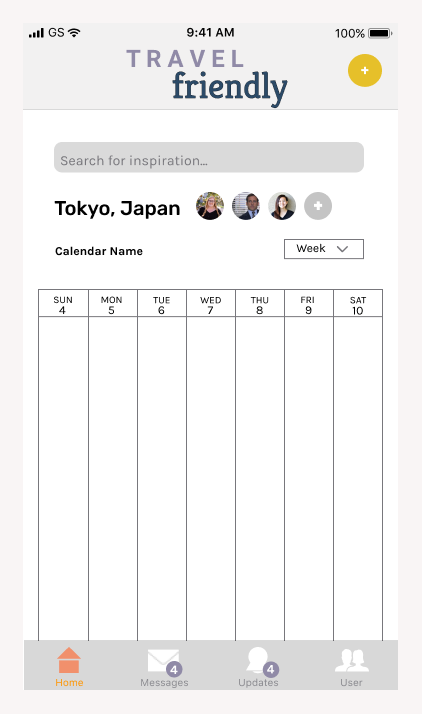 GS 9:41 AM 100%
TRAVEL
friendly
+
Search for inspiration...
Tokyo, Japan +
Calendar Name Week
SUN MON TUE WED THU FRI SAT
4 5 6 7 8 9 10
4 4
Home Messages Updates User